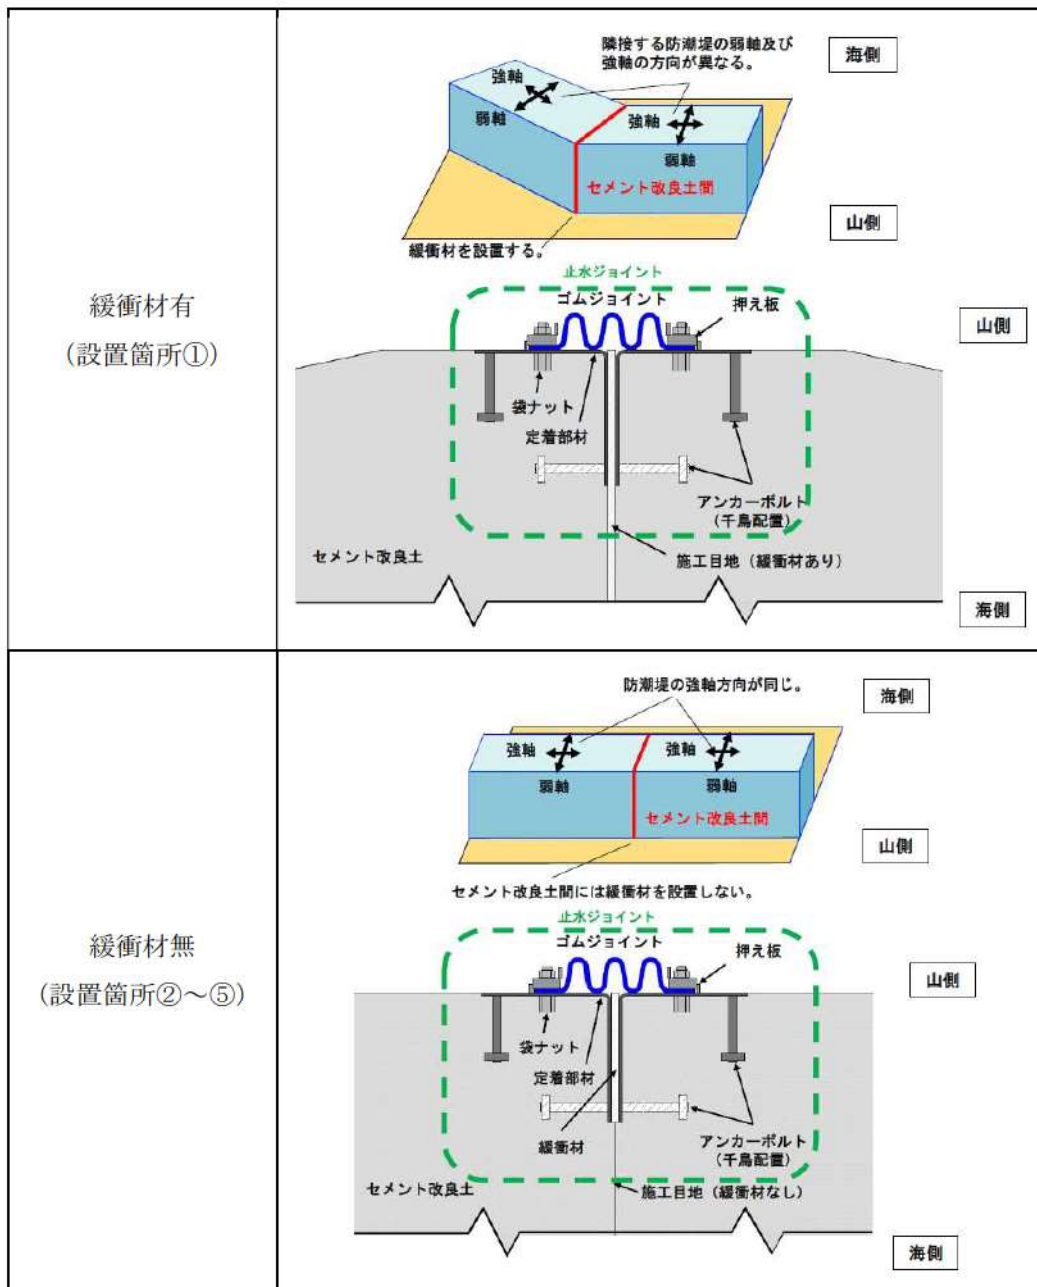 緩衝材有
(設置箇所①)
隣接する防潮堤の弱軸及び
強軸の方向が異なる。
海側
強軸
弱軸
強軸
弱軸
セメント改良土間
山側
緩衝材を設置する。
止水ジョイント
ゴムジョイント
押え板
山側
袋ナット
定着部材
アンカーボルト
(千鳥配置)
セメント改良土
施工目地(緩衝材あり)
海側
緩衝材無
(設置箇所②～⑤)
防潮堤の強軸方向が同じ。
海側
強軸
強軸
弱軸
弱軸
セメント改良土間
山側
セメント改良土間には緩衝材を設置しない。
止水ジョイント
ゴムジョイント
押え板
山側
袋ナット
定着部材
緩衝材
アンカーボルト
(千鳥配置)
セメント改良土
施工目地(緩衝材なし)
海側